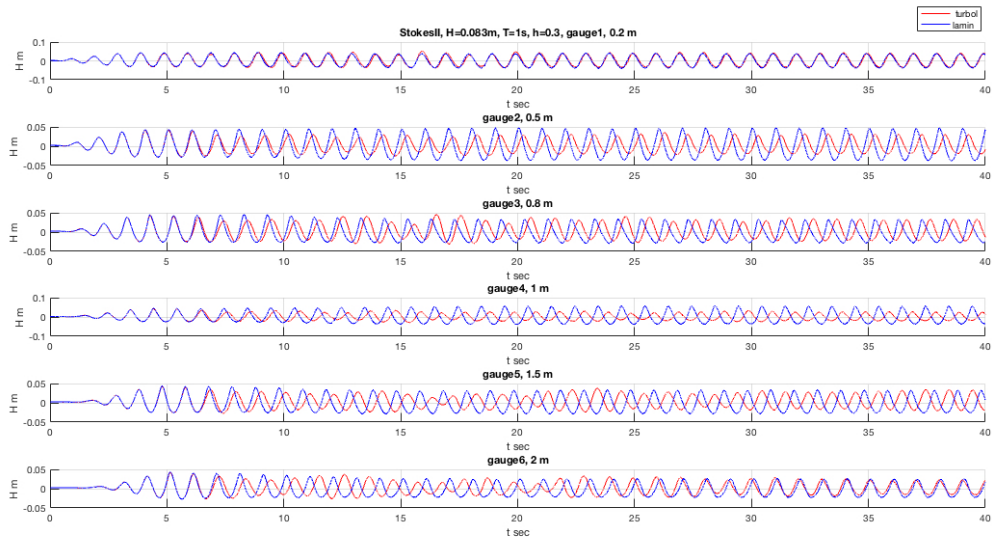 turbol
lamin
StokesII, H=0.083m, T=1s, h=0.3, gauge1, 0.2 m
H m
0.1
0
-0.1
0 5 10 15 20 25 30 35 40
t sec
gauge2, 0.5 m
H m
0.05
0
-0.05
0 5 10 15 20 25 30 35 40
t sec
gauge3, 0.8 m
H m
0.05
0
-0.05
0 5 10 15 20 25 30 35 40
t sec
gauge4, 1 m
H m
0.1
0
-0.1
0 5 10 15 20 25 30 35 40
t sec
gauge5, 1.5 m
H m
0.05
0
-0.05
0 5 10 15 20 25 30 35 40
t sec
gauge6, 2 m
H m
0.05
0
-0.05
0 5 10 15 20 25 30 35 40
t sec